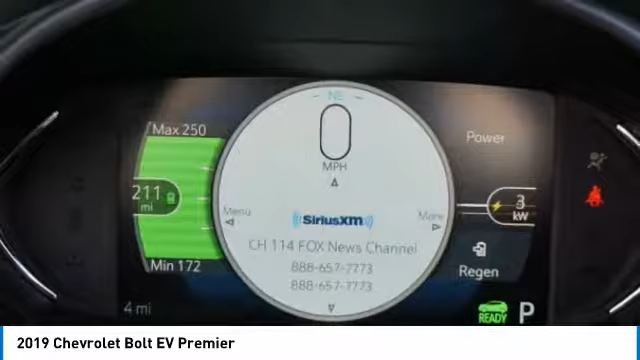 NE
0
MPH
Max 250
211
mi
Min 172
4 mi
Menu
More
SiriusXM
CH 114 FOX News Channel
888-657-7773
888-657-7773
Power
3
kW
Regen
READY
P
2019 Chevrolet Bolt EV Premier